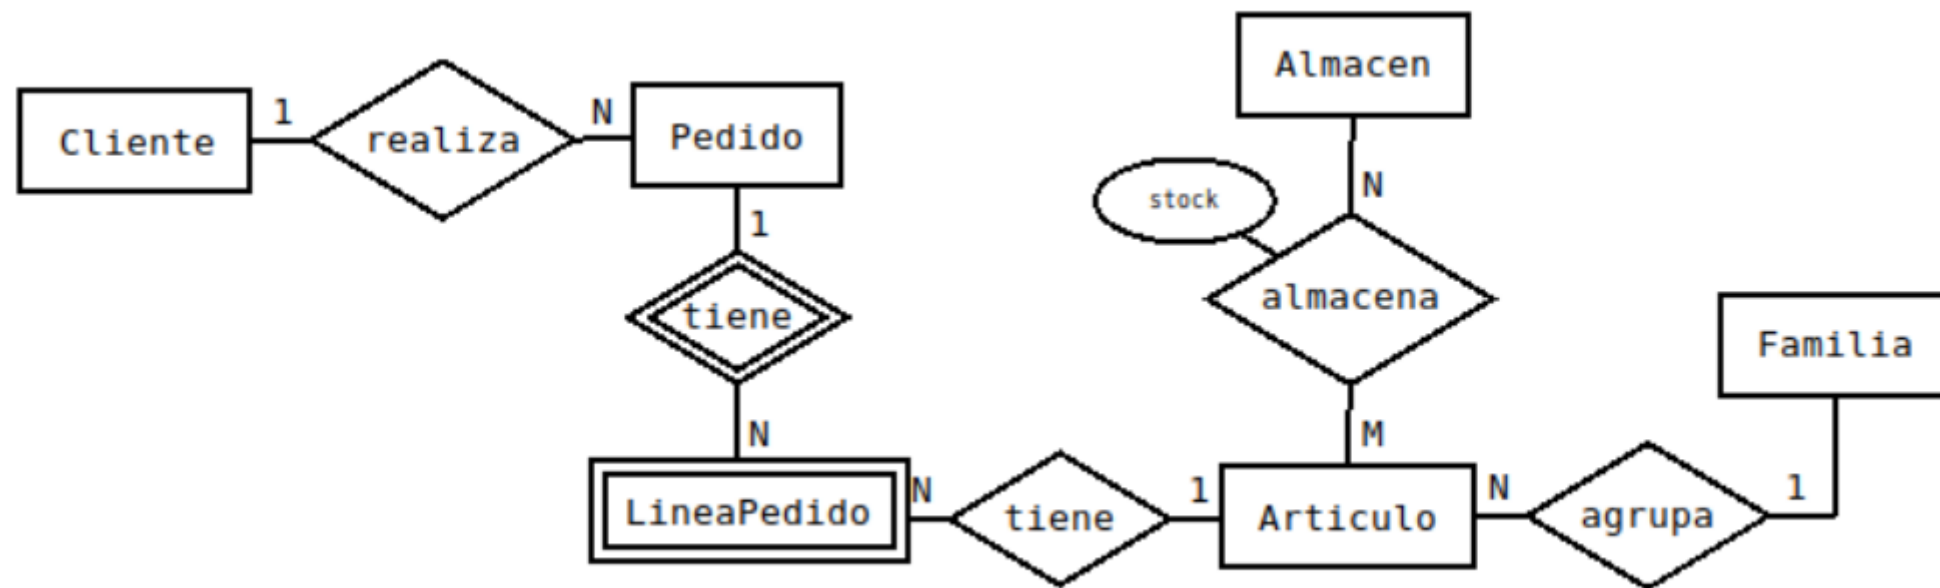 Almacen
Cliente
1
realiza
N
Pedido
1
N
stock
tiene
almacena
Familia
N
M
LineaPedido
N
tiene
1
Articulo
N
agrupa
1